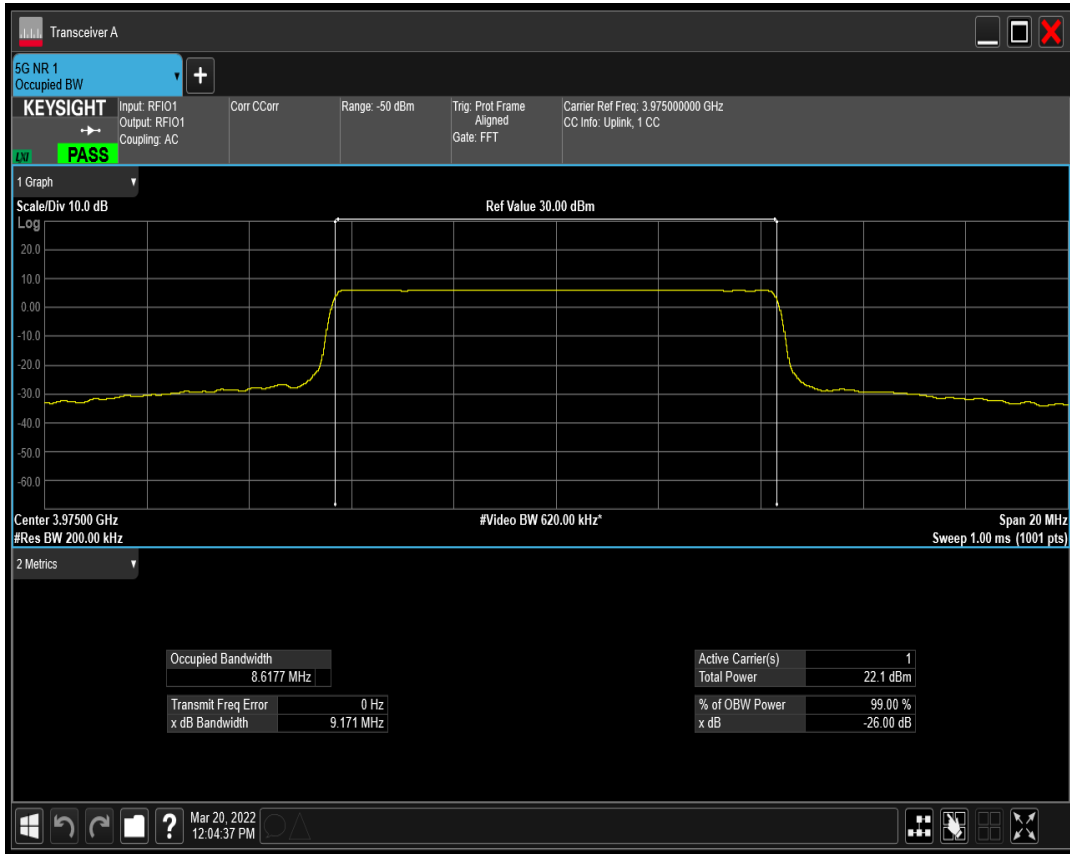 Transceiver A
5G NR 1
Occupied BW
+
KEYSIGHT
LXI
PASS
Input: RFIO1
Output: RFIO1
Coupling: AC
Corr CCorr
Range: -50 dBm
Trig: Prot Frame
Aligned
Gate: FFT
Carrier Ref Freq: 3.975000000 GHz
CC Info: Uplink, 1 CC
1 Graph
Scale/Div 10.0 dB
Ref Value 30.00 dBm
Log
20.0
10.0
0.00
-10.0
-20.0
-30.0
-40.0
-50.0
-60.0
Center 3.97500 GHz
#Video BW 620.00 kHz*
Span 20 MHz
#Res BW 200.00 kHz
Sweep 1.00 ms (1001 pts)
2 Metrics
Occupied Bandwidth
8.6177 MHz
Transmit Freq Error 0 Hz
x dB Bandwidth 9.171 MHz
Active Carrier(s) 1
Total Power 22.1 dBm
% of OBW Power 99.00 %
x dB -26.00 dB
?
Mar 20, 2022
12:04:37 PM